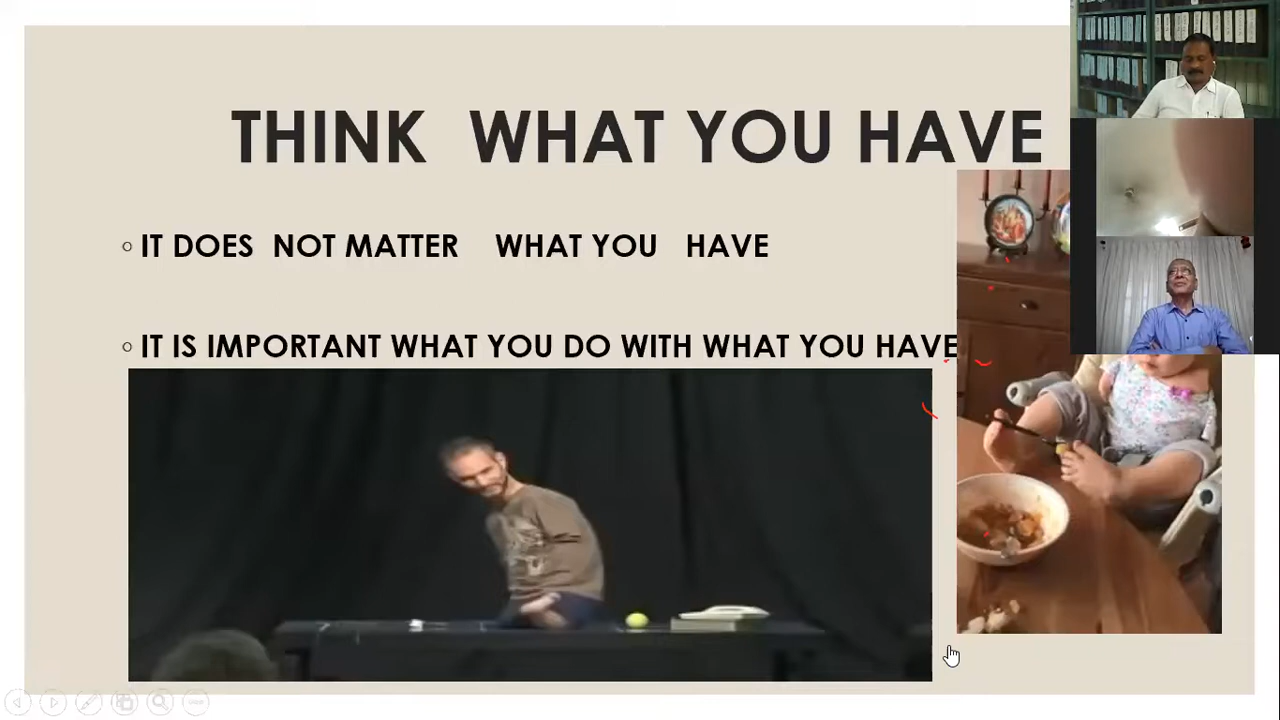 THINK WHAT YOU HAVE
IT DOES NOT MATTER WHAT YOU HAVE
IT IS IMPORTANT WHAT YOU DO WITH WHAT YOU HAVE